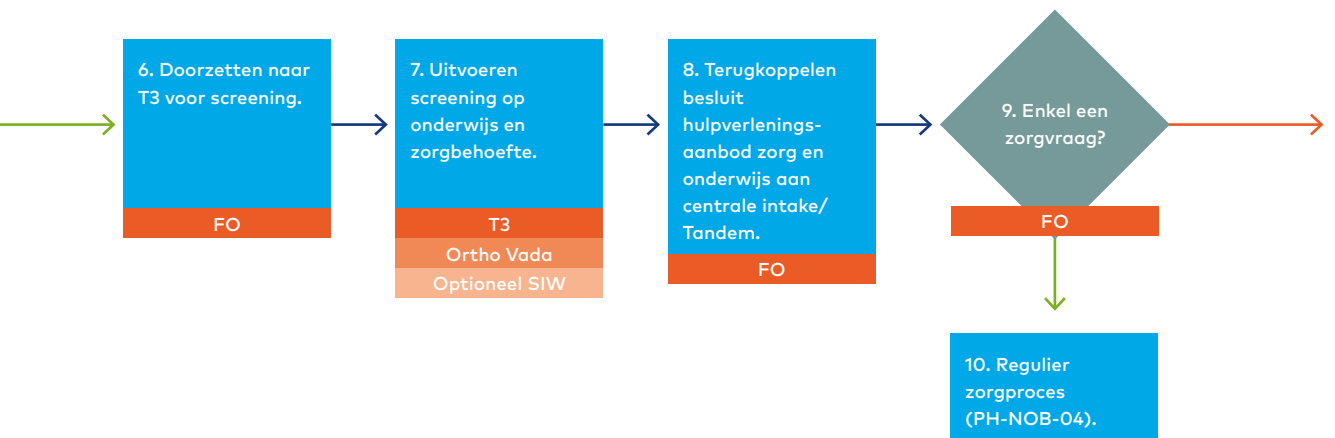 6. Doorzetten naar
T3 voor screening.
FO
7. Uitvoeren
screening op
onderwijs en
zorgbehoefte.
T3
Ortho Vada
Optioneel SIW
8. Terugkoppelen
besluit
hulpverlenings-
aanbod zorg en
onderwijs aan
centrale intake/
Tandem.
FO
9. Enkel een
zorgvraag?
FO
10. Regulier
zorgproces
(PH-NOB-04).